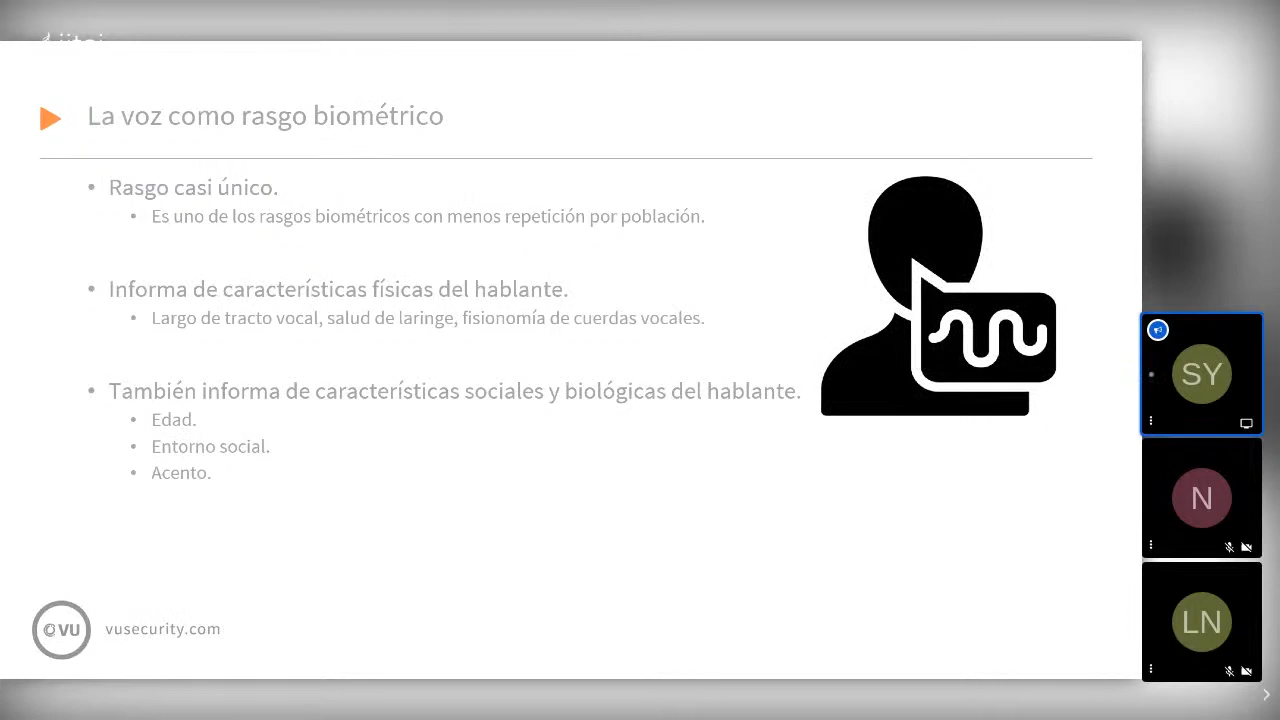 La voz como rasgo biométrico
• Rasgo casi único.
• Es uno de los rasgos biométricos con menos repetición por población.
• Informa de características físicas del hablante.
• Largo de tracto vocal, salud de laringe, fisionomía de cuerdas vocales.
• También informa de características sociales y biológicas del hablante.
• Edad.
• Entorno social.
• Acento.
VU vusecurity.com
SY
N
LN